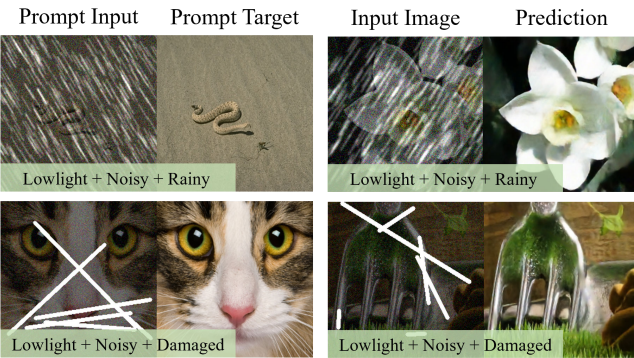 Prompt Input Prompt Target Input Image Prediction
Lowlight + Noisy + Rainy Lowlight + Noisy + Rainy
Lowlight + Noisy + Damaged Lowlight + Noisy + Damaged